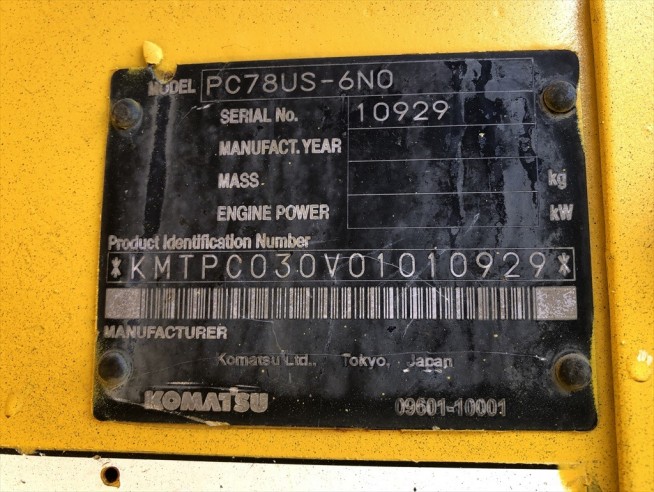 MODEL PC78US-6N0
SERIAL No. 10929
MANUFACT. YEAR
MASS kg
ENGINE POWER kW
Product Identification Number
*KMTPC030V01010929*
MANUFACTURER
Komatsu Ltd., Tokyo, Japan
KOMATSU 09601-10001